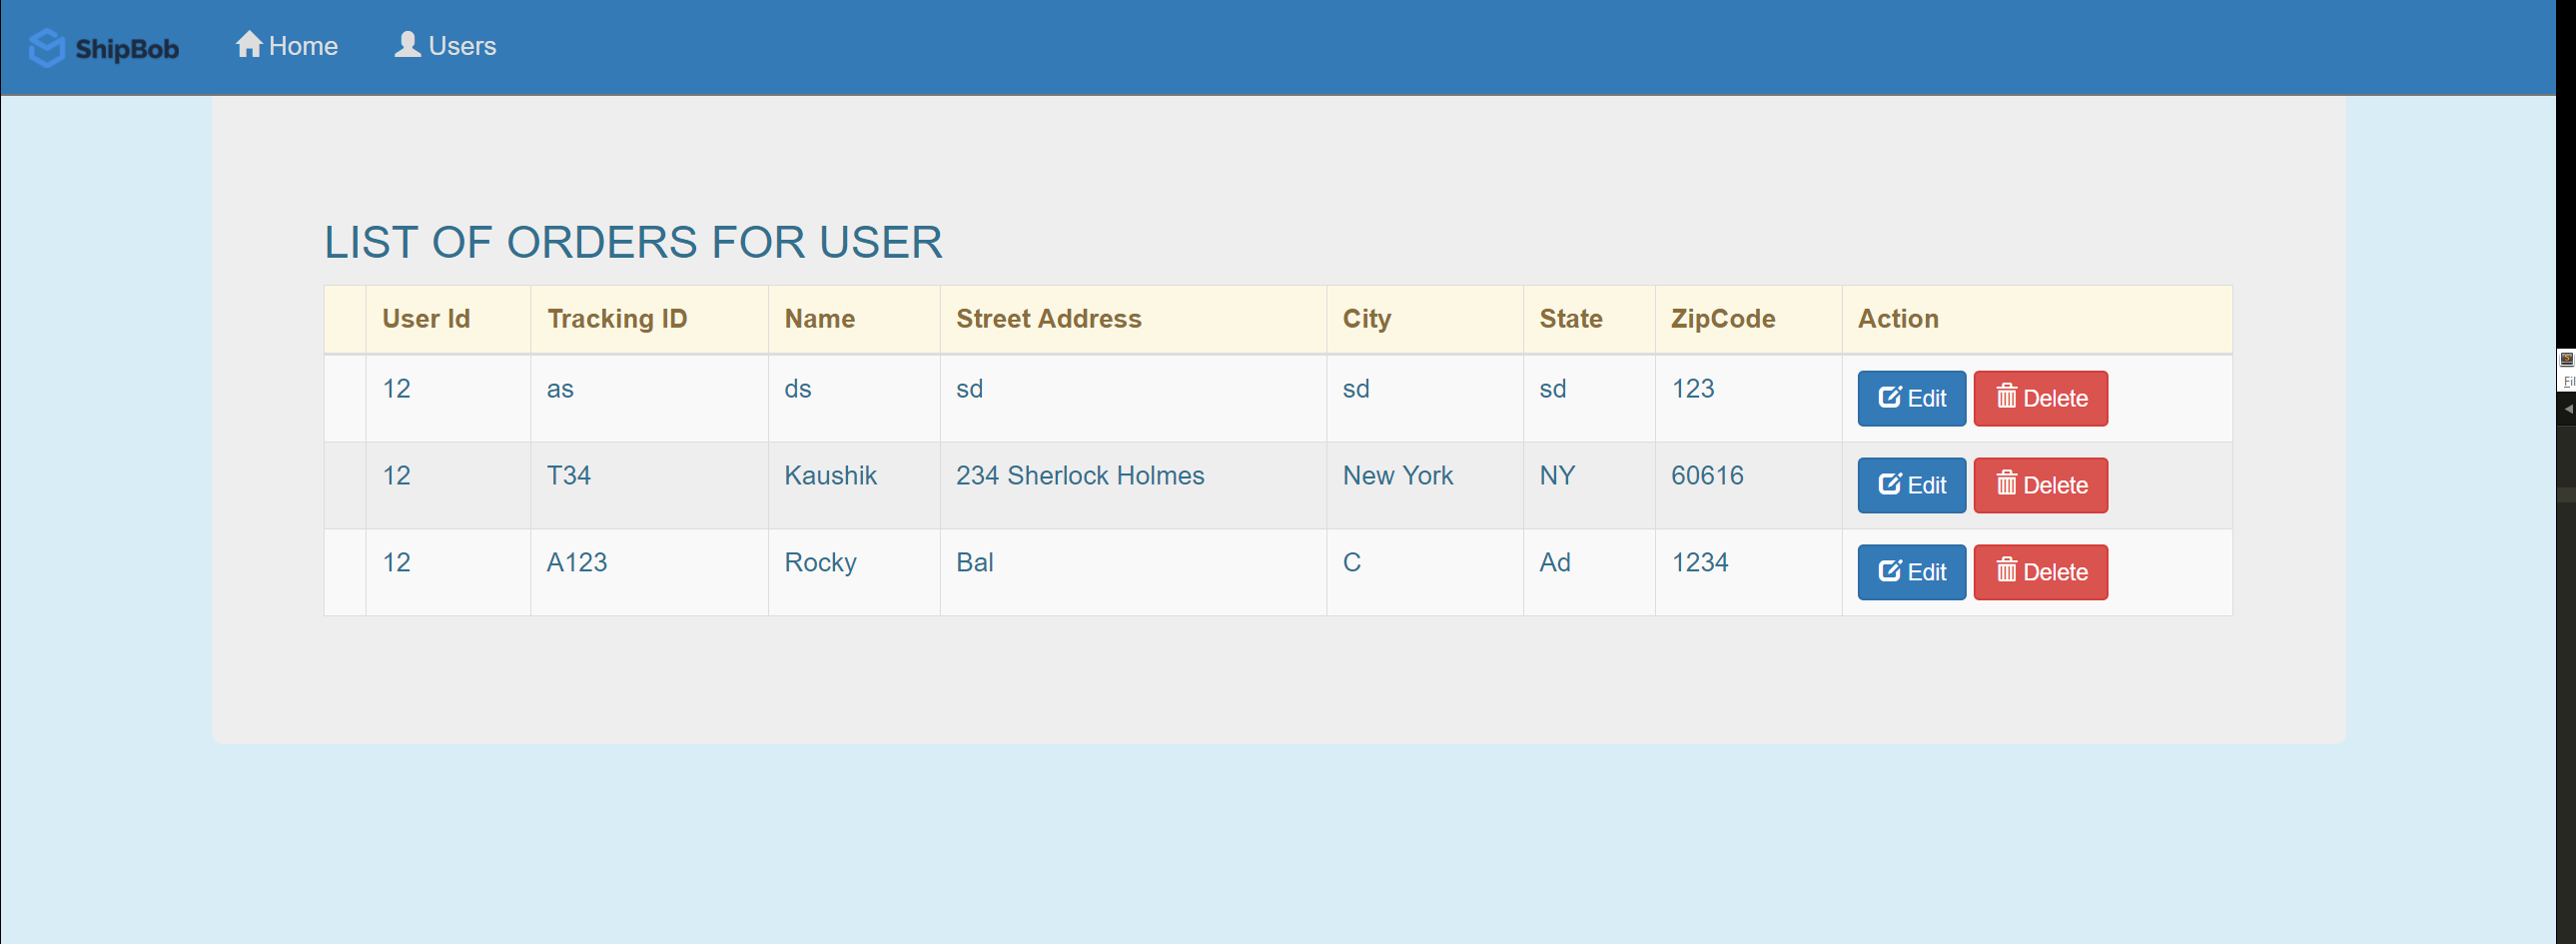 ShipBob Home Users
LIST OF ORDERS FOR USER
User Id Tracking ID Name Street Address City State ZipCode Action
12 as ds sd sd sd 123 Edit Delete
12 T34 Kaushik 234 Sherlock Holmes New York NY 60616 Edit Delete
12 A123 Rocky Bal C Ad 1234 Edit Delete